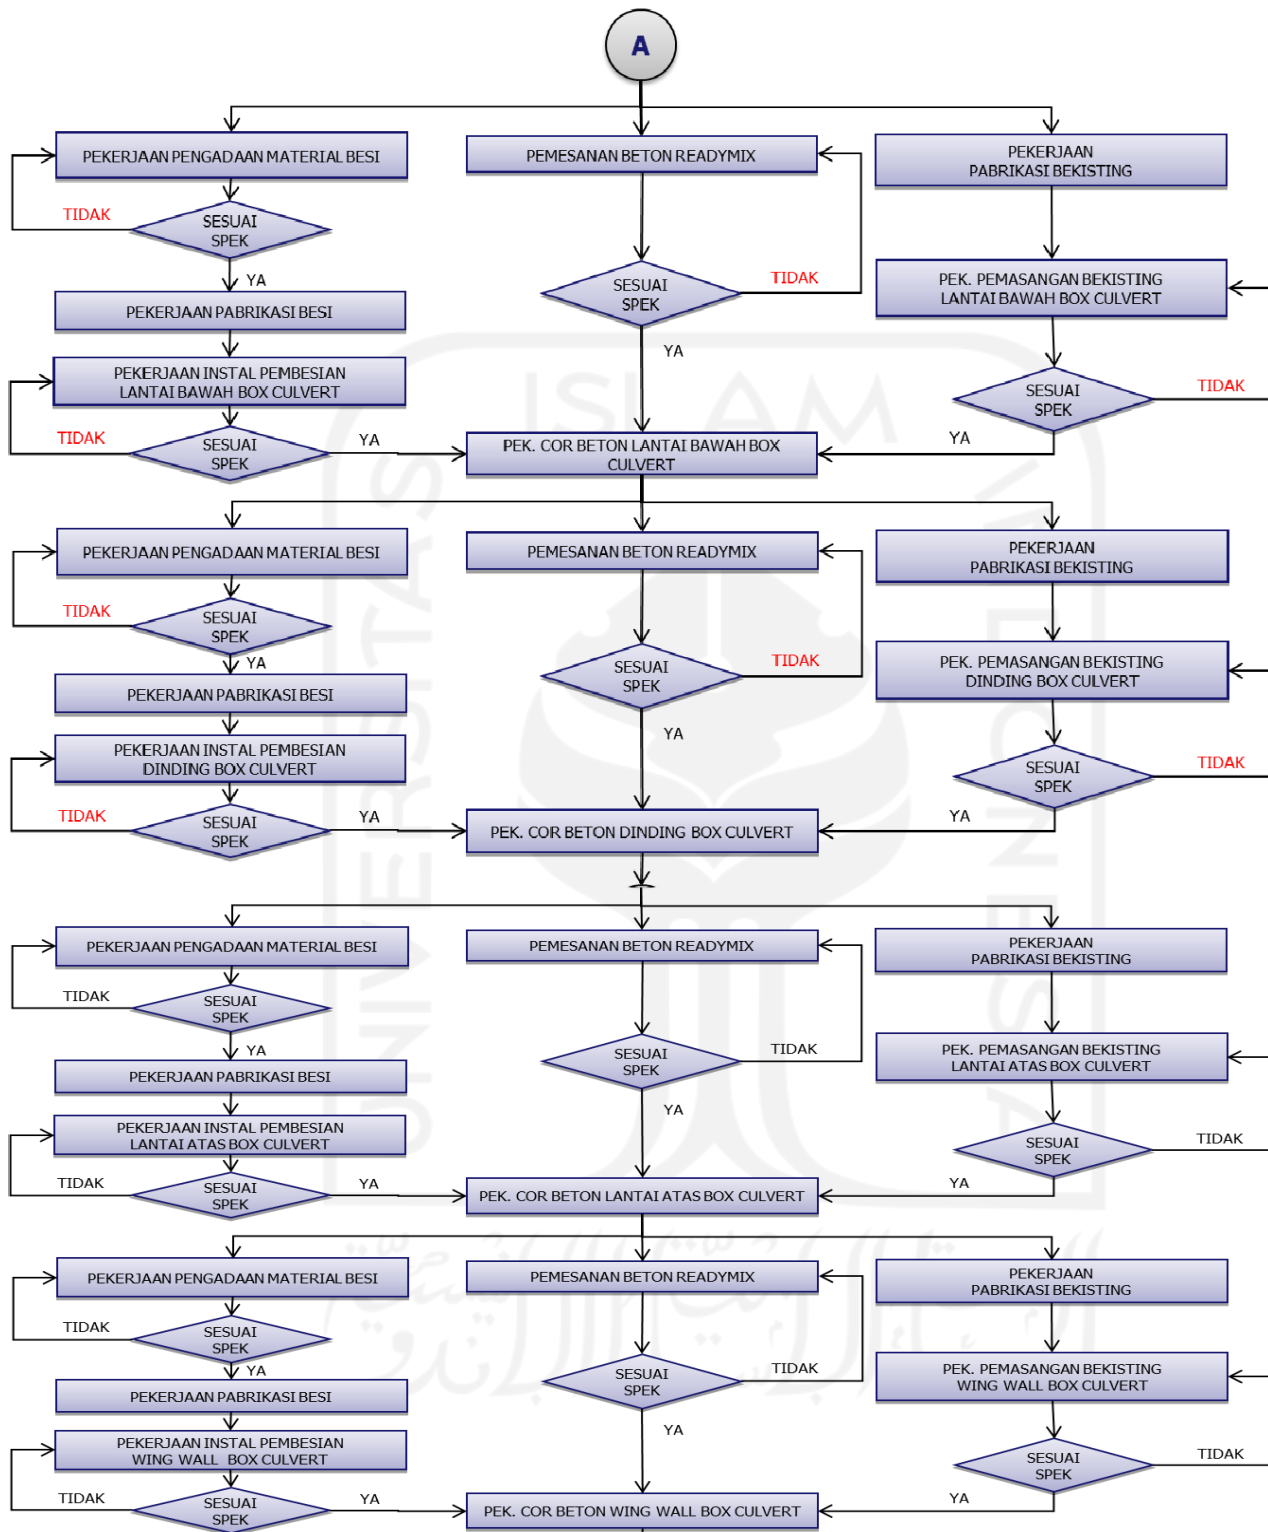 A
PEKERJAAN PENGADAAN MATERIAL BESI
PEMESANAN BETON READYMIX
PEKERJAAN
PABRIKASI BEKISTING
TIDAK
SESUAI
SPEK
YA
SESUAI
SPEK
TIDAK
YA
PEK. PEMASANGAN BEKISTING
LANTAI BAWAH BOX CULVERT
PEKERJAAN PABRIKASI BESI
PEKERJAAN INSTAL PEMBESIAN
LANTAI BAWAH BOX CULVERT
SESUAI
SPEK
TIDAK
YA
TIDAK
SESUAI
SPEK
YA
PEK. COR BETON LANTAI BAWAH BOX
CULVERT
PEKERJAAN PENGADAAN MATERIAL BESI
PEMESANAN BETON READYMIX
PEKERJAAN
PABRIKASI BEKISTING
TIDAK
SESUAI
SPEK
YA
SESUAI
SPEK
TIDAK
YA
PEK. PEMASANGAN BEKISTING
DINDING BOX CULVERT
PEKERJAAN PABRIKASI BESI
PEKERJAAN INSTAL PEMBESIAN
DINDING BOX CULVERT
SESUAI
SPEK
TIDAK
YA
TIDAK
SESUAI
SPEK
YA
PEK. COR BETON DINDING BOX CULVERT
PEKERJAAN PENGADAAN MATERIAL BESI
PEMESANAN BETON READYMIX
PEKERJAAN
PABRIKASI BEKISTING
TIDAK
SESUAI
SPEK
YA
SESUAI
SPEK
TIDAK
YA
PEK. PEMASANGAN BEKISTING
LANTAI ATAS BOX CULVERT
PEKERJAAN PABRIKASI BESI
PEKERJAAN INSTAL PEMBESIAN
LANTAI ATAS BOX CULVERT
SESUAI
SPEK
TIDAK
YA
TIDAK
SESUAI
SPEK
YA
PEK. COR BETON LANTAI ATAS BOX CULVERT
PEKERJAAN PENGADAAN MATERIAL BESI
PEMESANAN BETON READYMIX
PEKERJAAN
PABRIKASI BEKISTING
TIDAK
SESUAI
SPEK
YA
SESUAI
SPEK
TIDAK
YA
PEK. PEMASANGAN BEKISTING
WING WALL BOX CULVERT
PEKERJAAN PABRIKASI BESI
PEKERJAAN INSTAL PEMBESIAN
WING WALL BOX CULVERT
SESUAI
SPEK
TIDAK
YA
TIDAK
SESUAI
SPEK
YA
PEK. COR BETON WING WALL BOX CULVERT
UNIVERSITAS
ISLAM
INDONESIA